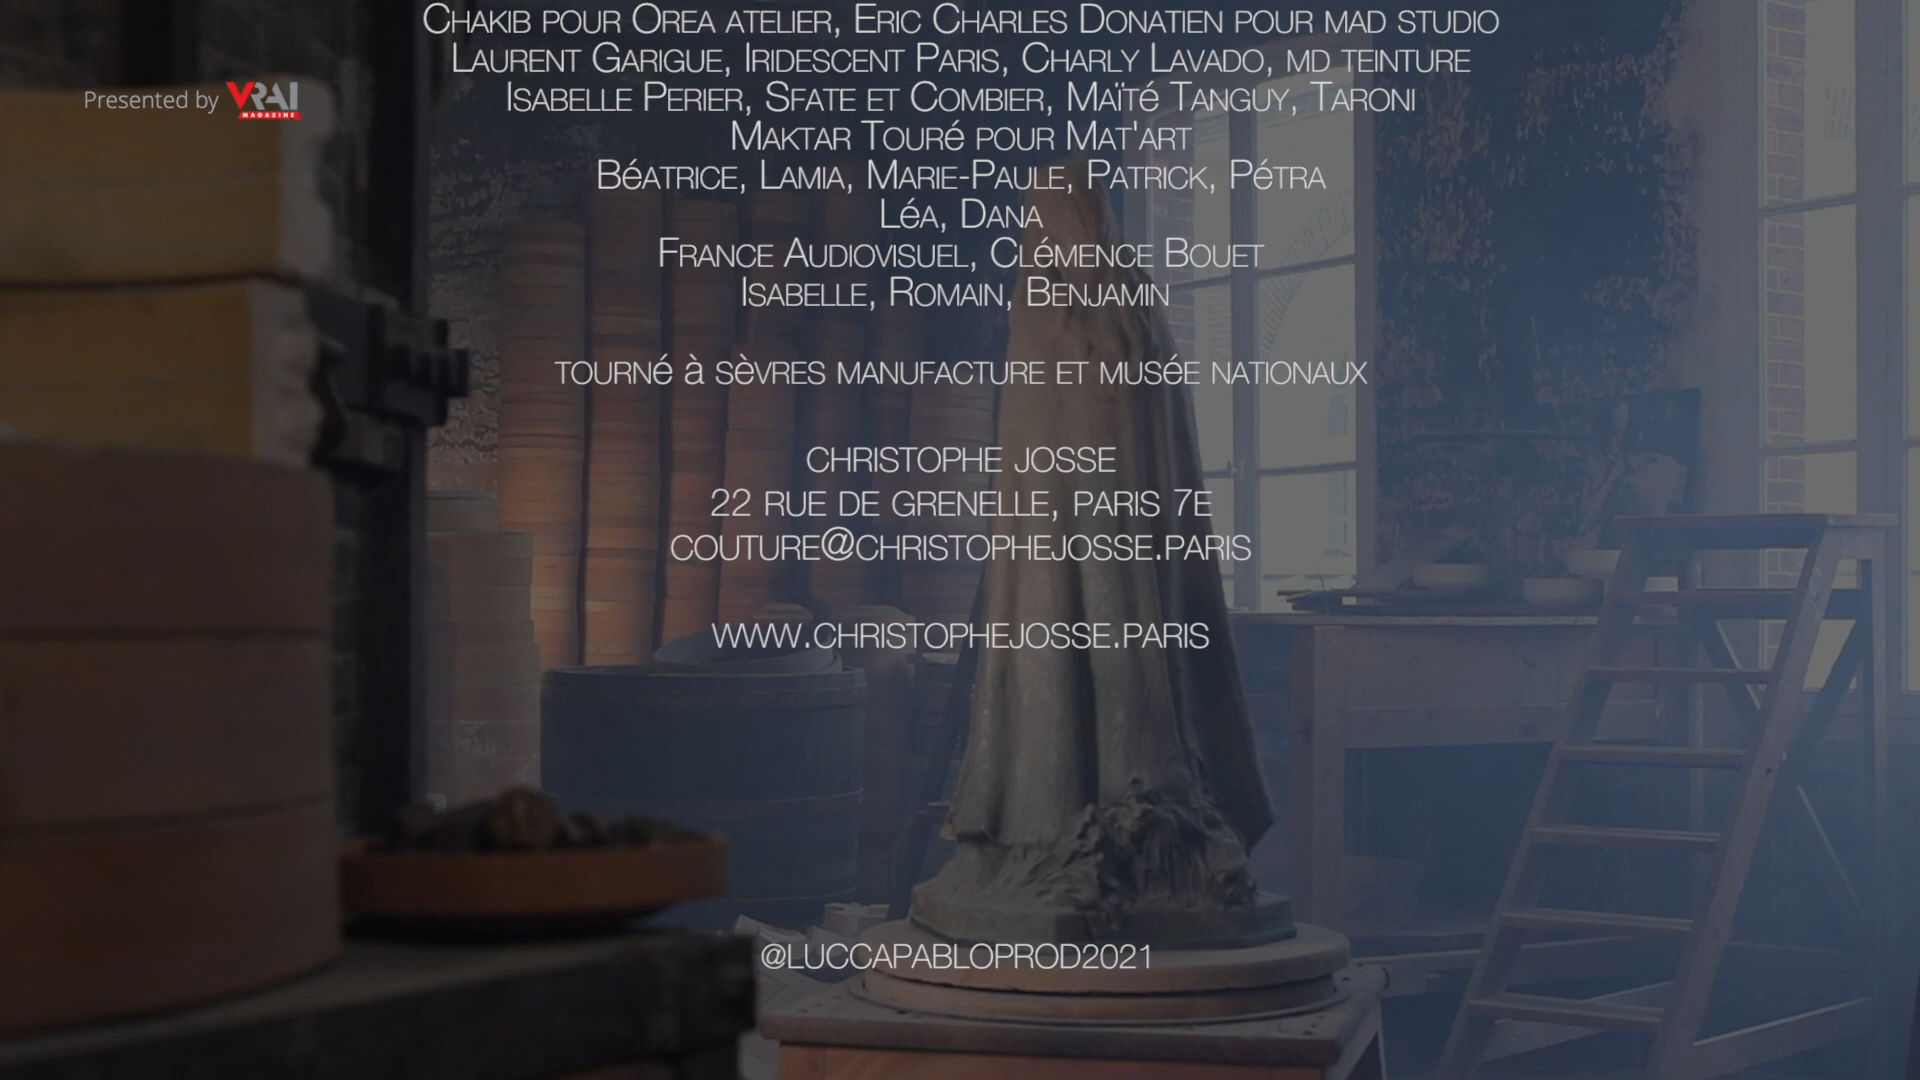 Chakib pour Orea atelier, Eric Charles Donatien pour mad studio
Laurent Garigue, Iridescent Paris, Charly Lavado, md teinture
Presented by VRAI MAGAZINE
Isabelle Perier, Sfate et Combier, Maïté Tanguy, Taroni
Maktar Touré pour Mat'art
Béatrice, Lamia, Marie-Paule, Patrick, Pétra
Léa, Dana
France Audiovisuel, Clémence Bouet
Isabelle, Romain, Benjamin
tourné à sèvres manufacture et musée nationaux
CHRISTOPHE JOSSE
22 RUE DE GRENELLE, PARIS 7E
COUTURE@CHRISTOPHEJOSSE.PARIS
WWW.CHRISTOPHEJOSSE.PARIS
@LUCCAPABLOPROD2021